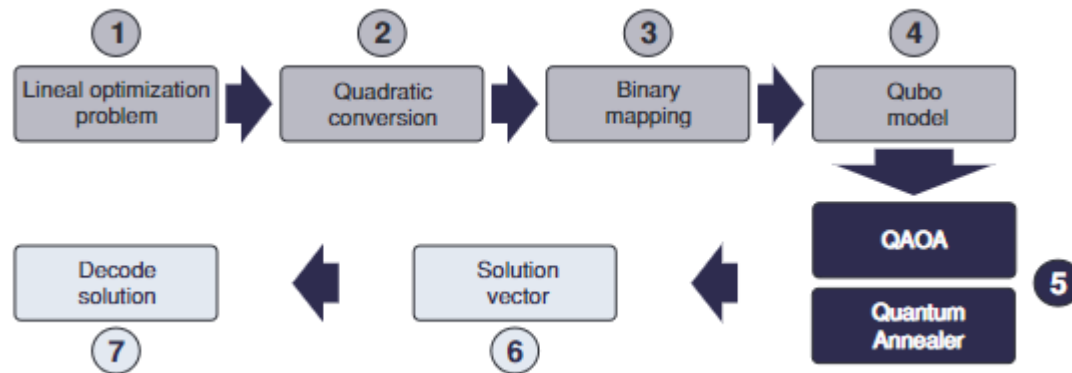 1
2
3
4
Lineal optimization
problem
Quadratic
conversion
Binary
mapping
Qubo
model
QAOA
Quantum
Annealer
5
Solution
vector
6
Decode
solution
7